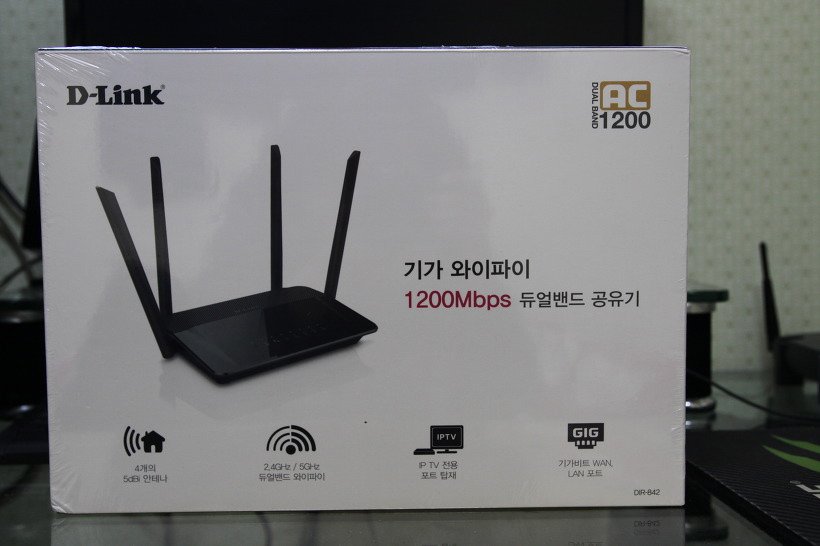 D-Link
DUAL BAND
AC
1200
기가 와이파이
1200Mbps 듀얼밴드 공유기
4개의
5dBi 안테나
2.4GHz / 5GHz
듀얼밴드 와이파이
IPTV
IP TV 전용
포트 탑재
GIG
기가비트 WAN,
LAN 포트
DIR-842